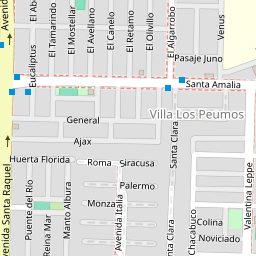 Avenida
Eucaliptus
El Tamarindo
El Mostellar
El Avellano
El Canelo
El Retamo
El Olivillo
El Algarrobo
Venus
Pasaje Juno
Santa Amalia
General
Villa Los Peumos
Ajax
Huerta Florida
Roma
Siracusa
Santa Clara
Palermo
Monza
Avenida Santa Raquel
Puente del Río
Reina Mar
Manto Albura
Avenida Italia
Santa Clara
Chacabuco
Colina
Noviciado
Valentina Leppe